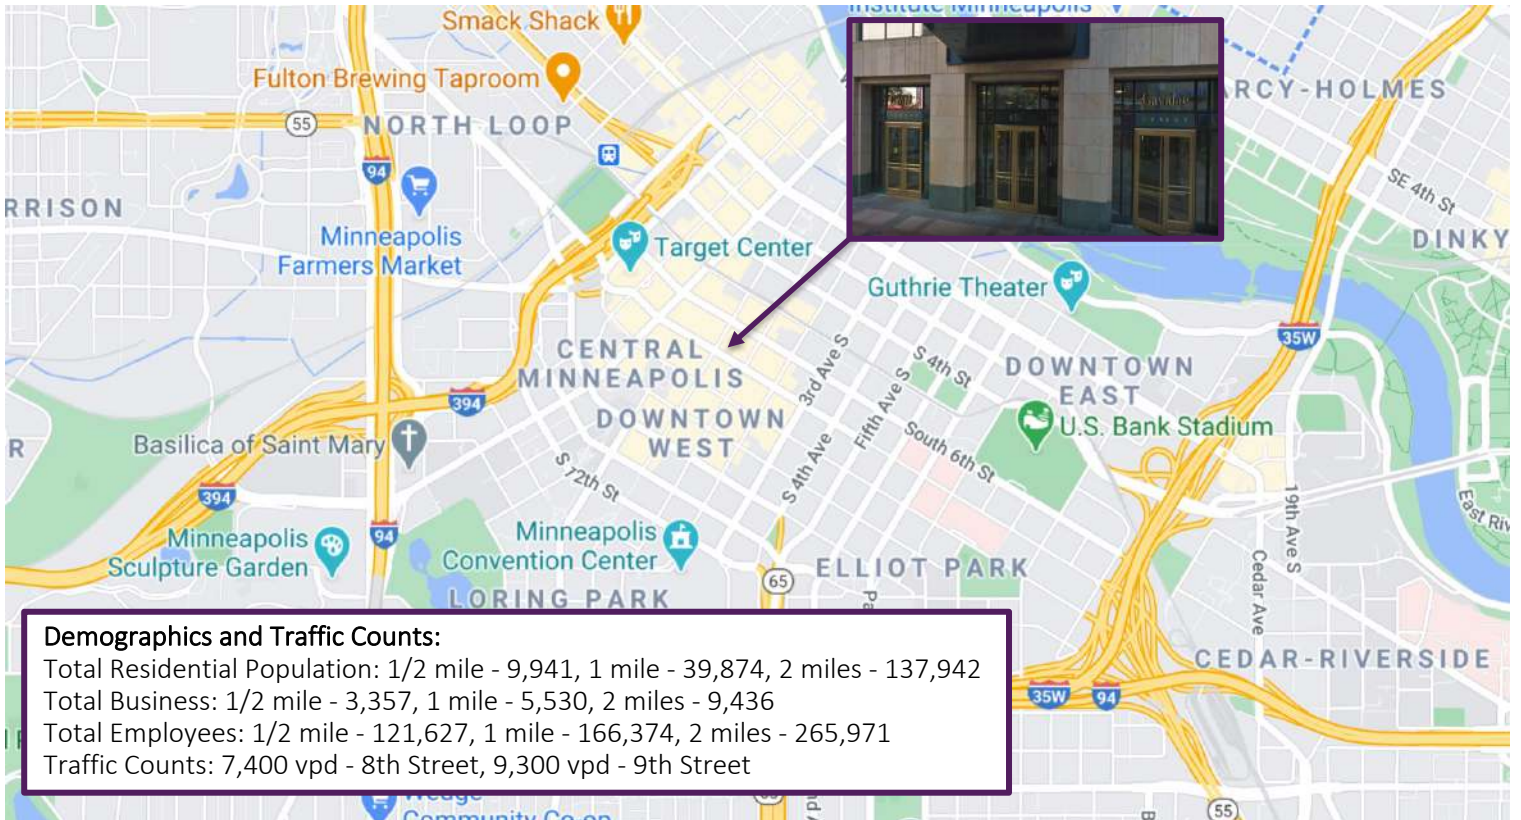 Smack Shack
Institute Minneapolis
Fulton Brewing Taproom
55
NORTH LOOP
ARCY-HOLMES
94
SE 4th St
RRISON
DINKY
Minneapolis
Farmers Market
Target Center
Guthrie Theater
35W
CENTRAL
MINNEAPOLIS
3rd Ave S
S 4th St
DOWNTOWN
EAST
394
Fifth Ave S
DOWNTOWN
WEST
U.S. Bank Stadium
R
Basilica of Saint Mary
South 6th St
S 4th Ave
S 12th St
394
19th Ave S
East Riv
94
Minneapolis
Sculpture Garden
Minneapolis
Convention Center
Cedar Ave
65
ELLIOT PARK
LORING PARK
Pa
Demographics and Traffic Counts:
Total Residential Population: 1/2 mile - 9,941, 1 mile - 39,874, 2 miles - 137,942
Total Business: 1/2 mile - 3,357, 1 mile - 5,530, 2 miles - 9,436
Total Employees: 1/2 mile - 121,627, 1 mile - 166,374, 2 miles - 265,971
Traffic Counts: 7,400 vpd - 8th Street, 9,300 vpd - 9th Street
CEDAR-RIVERSIDE
35W
94
Wedge
Community Co-op
55